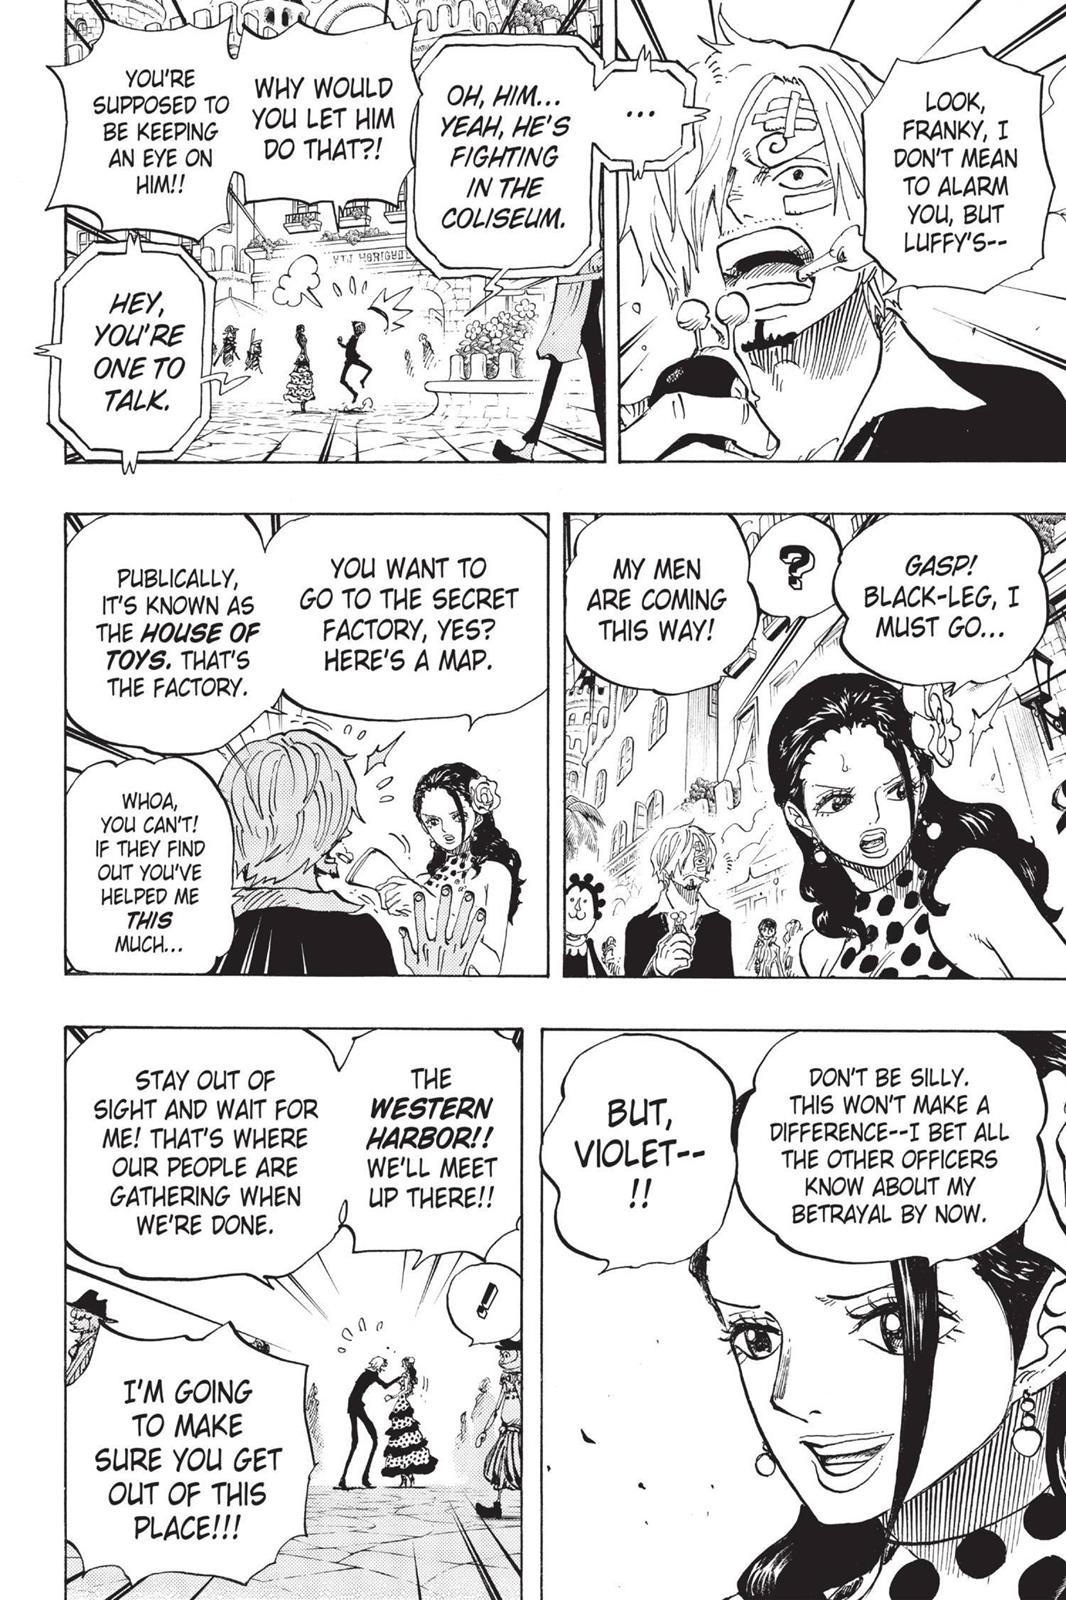 LOOK,
FRANKY, I
DON'T MEAN
TO ALARM
YOU, BUT
LUFFY'S--
...
OH, HIM...
YEAH, HE'S
FIGHTING
IN THE
COLISEUM.
WHY WOULD
YOU LET HIM
DO THAT?!
YOU'RE
SUPPOSED TO
BE KEEPING
AN EYE ON
HIM!!
HEY,
YOU'RE
ONE TO
TALK.
GASP!
BLACK-LEG, I
MUST GO...
?
MY MEN
ARE COMING
THIS WAY!
YOU WANT TO
GO TO THE SECRET
FACTORY, YES?
HERE'S A MAP.
PUBLICALLY,
IT'S KNOWN AS
THE HOUSE OF
TOYS. THAT'S
THE FACTORY.
WHOA,
YOU CAN'T!
IF THEY FIND
OUT YOU'VE
HELPED ME
THIS
MUCH...
DON'T BE SILLY.
THIS WON'T MAKE A
DIFFERENCE--I BET ALL
THE OTHER OFFICERS
KNOW ABOUT MY
BETRAYAL BY NOW.
BUT,
VIOLET--
!!
THE
WESTERN
HARBOR!!
WE'LL MEET
UP THERE!!
STAY OUT OF
SIGHT AND WAIT FOR
ME! THAT'S WHERE
OUR PEOPLE ARE
GATHERING WHEN
WE'RE DONE.
!
I'M GOING
TO MAKE
SURE YOU GET
OUT OF THIS
PLACE!!!